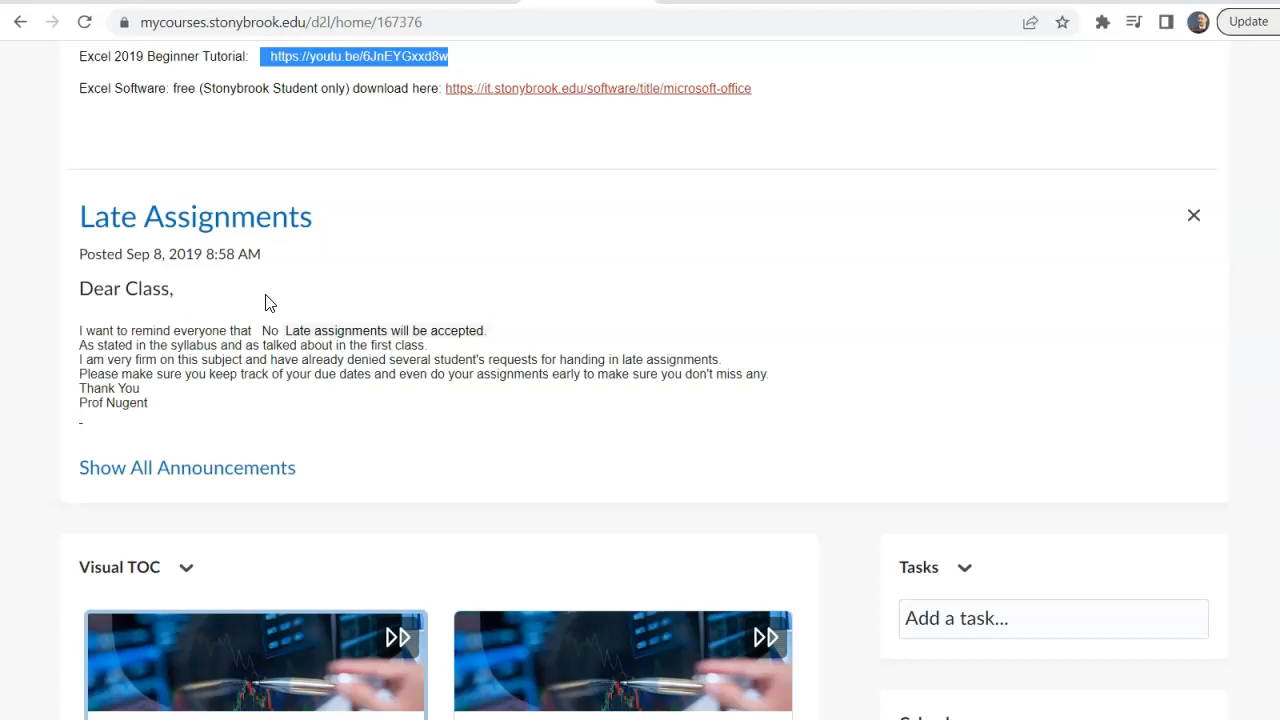 mycourses.stonybrook.edu/d2l/home/167376
Update
Excel 2019 Beginner Tutorial: https://youtu.be/6JnEYGxxd8w
Excel Software: free (Stonybrook Student only) download here: https://it.stonybrook.edu/software/title/microsoft-office
Late Assignments
Posted Sep 8, 2019 8:58 AM
Dear Class,
I want to remind everyone that No Late assignments will be accepted.
As stated in the syllabus and as talked about in the first class.
I am very firm on this subject and have already denied several student's requests for handing in late assignments.
Please make sure you keep track of your due dates and even do your assignments early to make sure you don't miss any.
Thank You
Prof Nugent
-
Show All Announcements
Visual TOC
Tasks
Add a task...